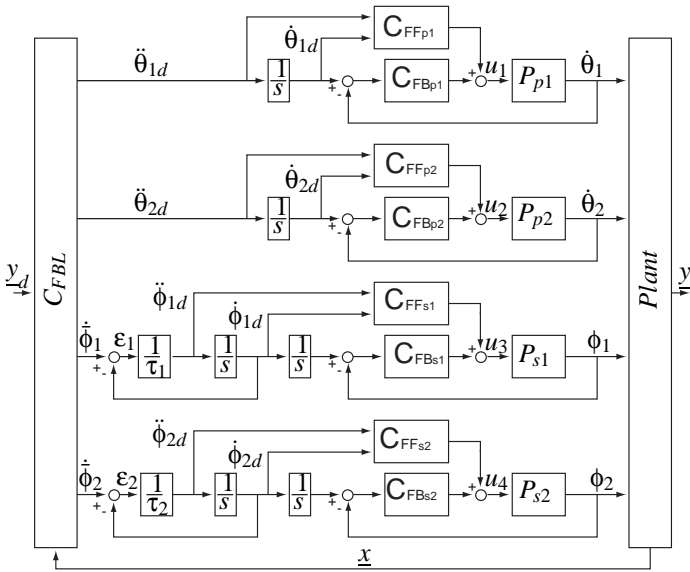 C_FFp1
θ̈_1d θ̇_1d 1/s + - C_FBp1 + u_1 P_p1 θ̇_1
C_FFp2
θ̈_2d θ̇_2d 1/s + - C_FBp2 + u_2 P_p2 θ̇_2
y_d C_FBL Plant y
φ̈_1d φ̇_1d C_FFs1
φ̇_1 + - ε_1 1/τ_1 1/s 1/s + - C_FBs1 + u_3 P_s1 φ_1
φ̈_2d φ̇_2d C_FFs2
φ̇_2 + - ε_2 1/τ_2 1/s 1/s + - C_FBs2 + u_4 P_s2 φ_2
x